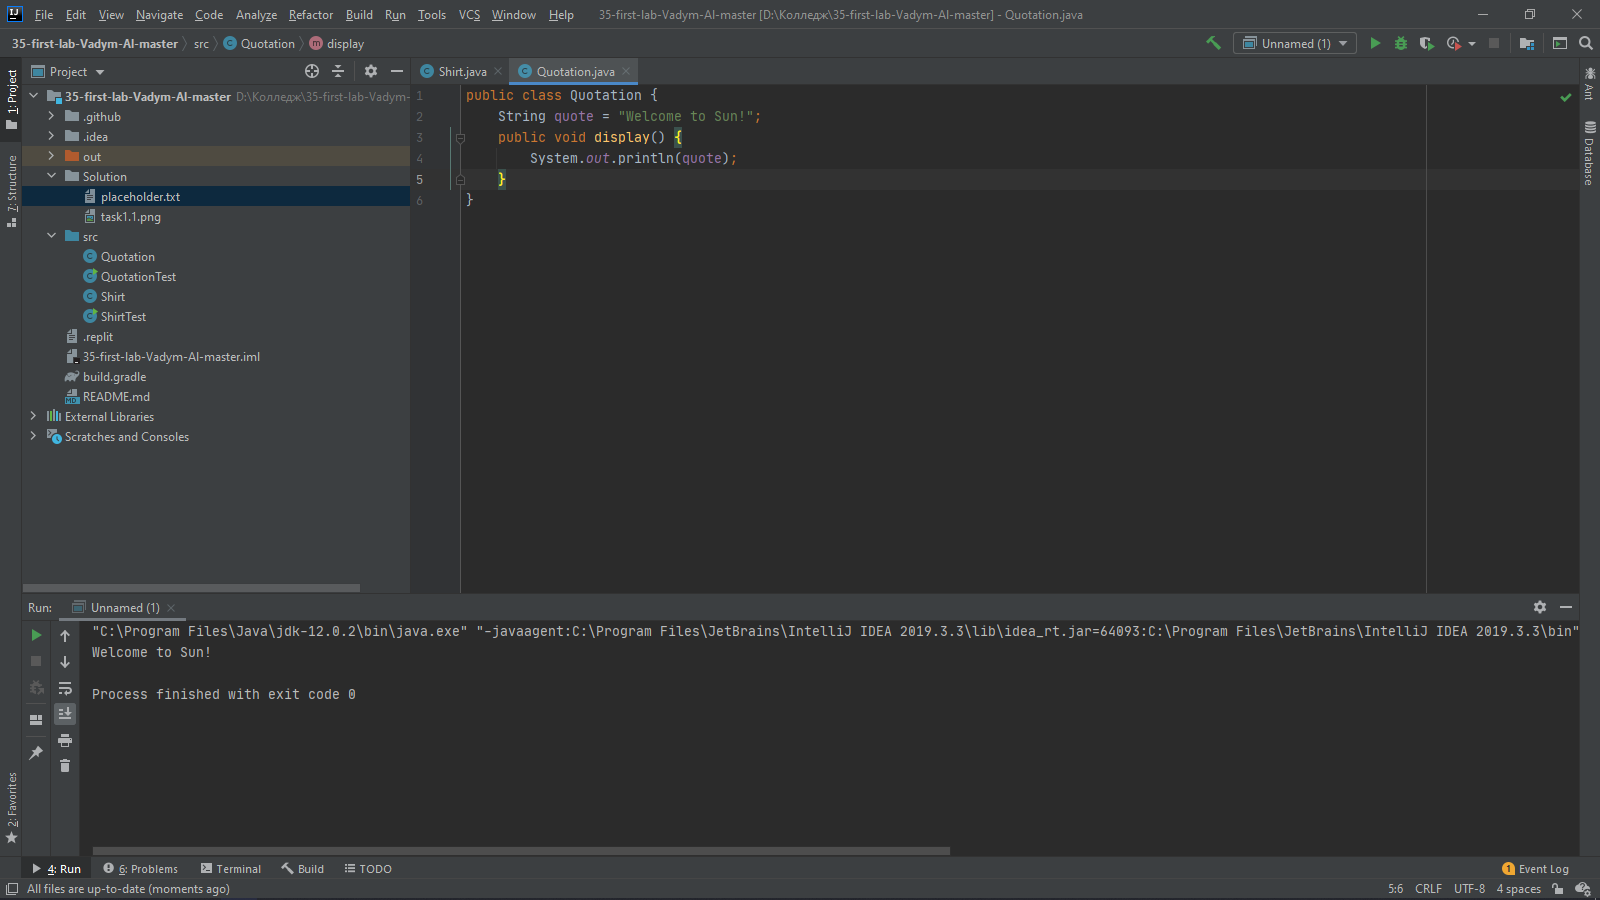 File Edit View Navigate Code Analyze Refactor Build Run Tools VCS Window Help 35-first-lab-Vadym-AI-master [D:\Колледж\35-first-lab-Vadym-AI-master] - Quotation.java
35-first-lab-Vadym-AI-master src Quotation display Unnamed (1)
Project
Shirt.java Quotation.java
35-first-lab-Vadym-AI-master D:\Колледж\35-first-lab-Vadym-
.github
.idea
out
Solution
placeholder.txt
task1.1.png
src
Quotation
QuotationTest
Shirt
ShirtTest
.replit
35-first-lab-Vadym-AI-master.iml
build.gradle
README.md
External Libraries
Scratches and Consoles
1 public class Quotation {
2 String quote = "Welcome to Sun!";
3 public void display() {
4 System.out.println(quote);
5 }
6 }
1: Project
7: Structure
2: Favorites
Ant
Database
Run: Unnamed (1)
"C:\Program Files\Java\jdk-12.0.2\bin\java.exe" "-javaagent:C:\Program Files\JetBrains\IntelliJ IDEA 2019.3.3\lib\idea_rt.jar=64093:C:\Program Files\JetBrains\IntelliJ IDEA 2019.3.3\bin"
Welcome to Sun!
Process finished with exit code 0
4: Run 6: Problems Terminal Build TODO 1 Event Log
All files are up-to-date (moments ago) 5:6 CRLF UTF-8 4 spaces